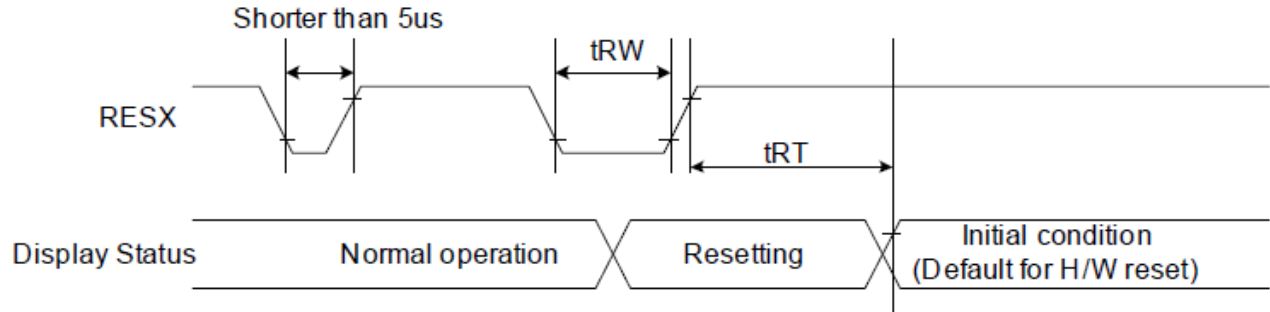 Shorter than 5us
tRW
RESX
tRT
Display Status
Normal operation
Resetting
Initial condition
(Default for H/W reset)